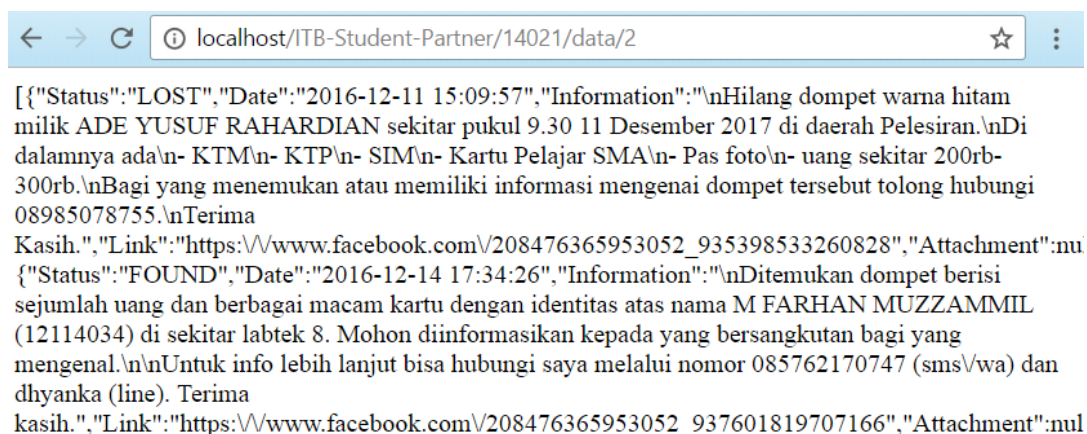 localhost/ITB-Student-Partner/14021/data/2
[{"Status":"LOST","Date":"2016-12-11 15:09:57","Information":"\nHilang dompet warna hitam
milik ADE YUSUF RAHARDIAN sekitar pukul 9.30 11 Desember 2017 di daerah Pelesiran.\nDi
dalamnya ada\n- KTM\n- KTP\n- SIM\n- Kartu Pelajar SMA\n- Pas foto\n- uang sekitar 200rb-
300rb.\nBagi yang menemukan atau memiliki informasi mengenai dompet tersebut tolong hubungi
08985078755.\nTerima
Kasih.","Link":"https:\/\/www.facebook.com\/208476365953052_935398533260828","Attachment":nul
{"Status":"FOUND","Date":"2016-12-14 17:34:26","Information":"\nDitemukan dompet berisi
sejumlah uang dan berbagai macam kartu dengan identitas atas nama M FARHAN MUZZAMMIL
(12114034) di sekitar labtek 8. Mohon diinformasikan kepada yang bersangkutan bagi yang
mengenal.\n\nUntuk info lebih lanjut bisa hubungi saya melalui nomor 085762170747 (sms\/wa) dan
dhyanka (line). Terima
kasih.","Link":"https:\/\/www.facebook.com\/208476365953052_937601819707166","Attachment":nul